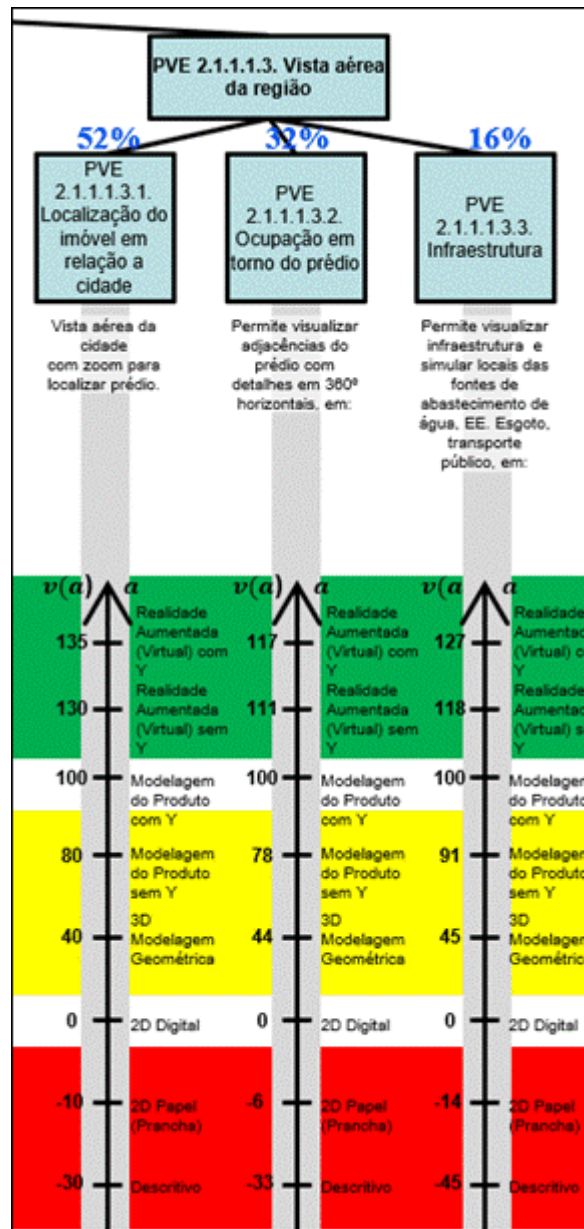 PVE 2.1.1.1.3. Vista aérea
da região
52%
32%
16%
PVE
2.1.1.1.3.1.
Localização do
imóvel em
relação a
cidade
PVE
2.1.1.1.3.2.
Ocupação em
torno do prédio
PVE
2.1.1.1.3.3.
Infraestrutura
Vista aérea da
cidade
com zoom para
localizar prédio.
Permite visualizar
adjacências do
prédio com
detalhes em 360º
horizontais, em:
Permite visualizar
infraestrutura e
simular locais das
fontes de
abastecimento de
água, EE. Esgoto,
transporte
público, em:
v(a) a
135
Realidade
Aumentada
(Virtual) com
Y
130
Realidade
Aumentada
(Virtual) sem
Y
100
Modelagem
do Produto
com Y
80
Modelagem
do Produto
sem Y
40
3D
Modelagem
Geométrica
0
2D Digital
-10
2D Papel
(Prancha)
-30
Descritivo
v(a) a
117
Realidade
Aumentada
(Virtual) com
Y
111
Realidade
Aumentada
(Virtual) sem
Y
100
Modelagem
do Produto
com Y
78
Modelagem
do Produto
sem Y
44
3D
Modelagem
Geométrica
0
2D Digital
-6
2D Papel
(Prancha)
-33
Descritivo
v(a a
127
Realidade
Aumentada
(Virtual) c
Y
118
Realidade
Aumentada
(Virtual) s
Y
100
Modelagem
do Produto
com Y
91
Modelagem
do Produto
sem Y
45
3D
Modelagem
Geométrica
0
2D Digital
-14
2D Papel
(Prancha)
-45
Descritivo